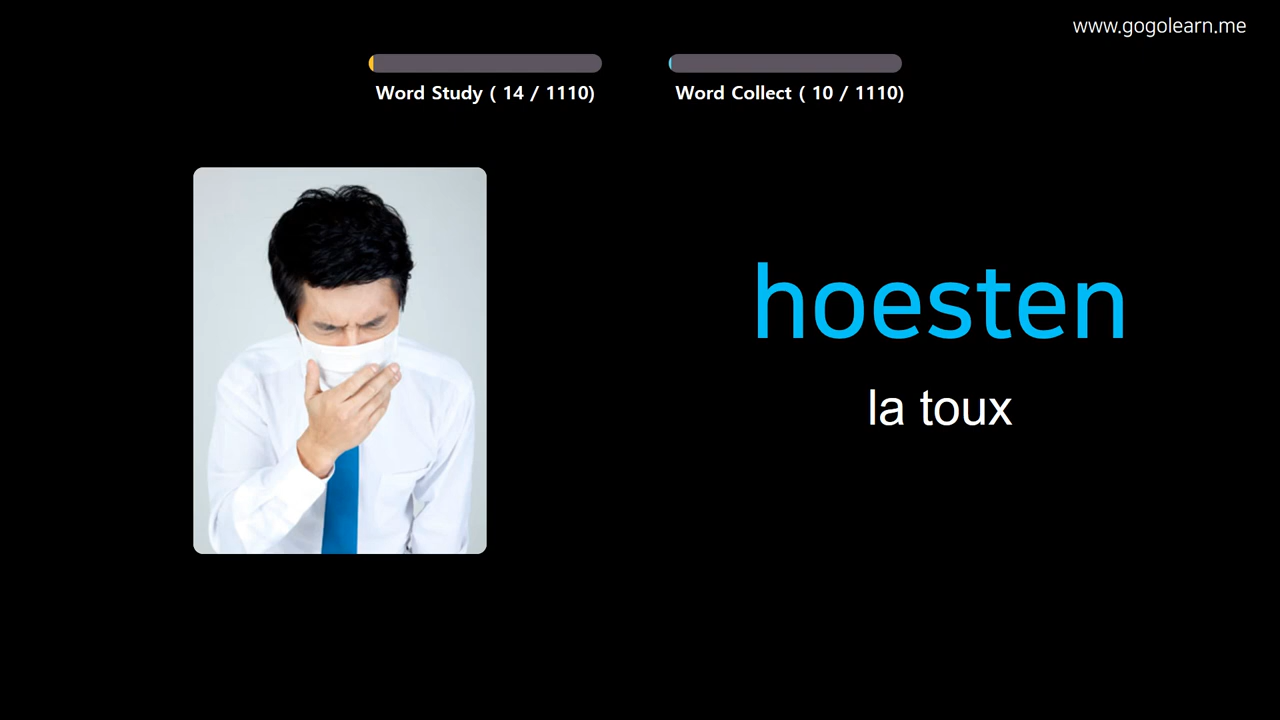 www.gogolearn.me
Word Study ( 14 / 1110)
Word Collect ( 10 / 1110)
hoesten
la toux